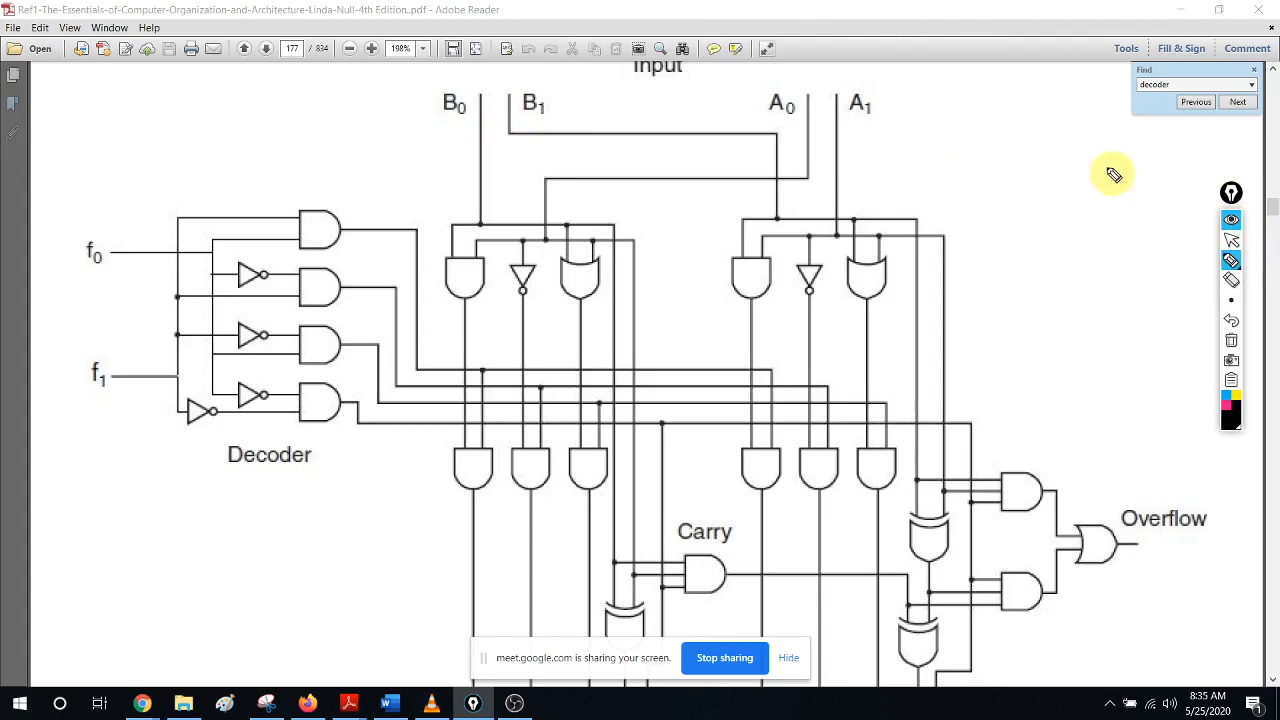 Ref1-The-Essentials-of-Computer-Organization-and-Architecture-Linda-Null-4th Edition..pdf - Adobe Reader
File Edit View Window Help
Open 177 / 834 198% Tools Fill & Sign Comment
Find
decoder
Previous Next
Input
B0 B1 A0 A1
f0
f1
Decoder
Overflow
Carry
meet.google.com is sharing your screen. Stop sharing Hide
8:35 AM
5/25/2020
1